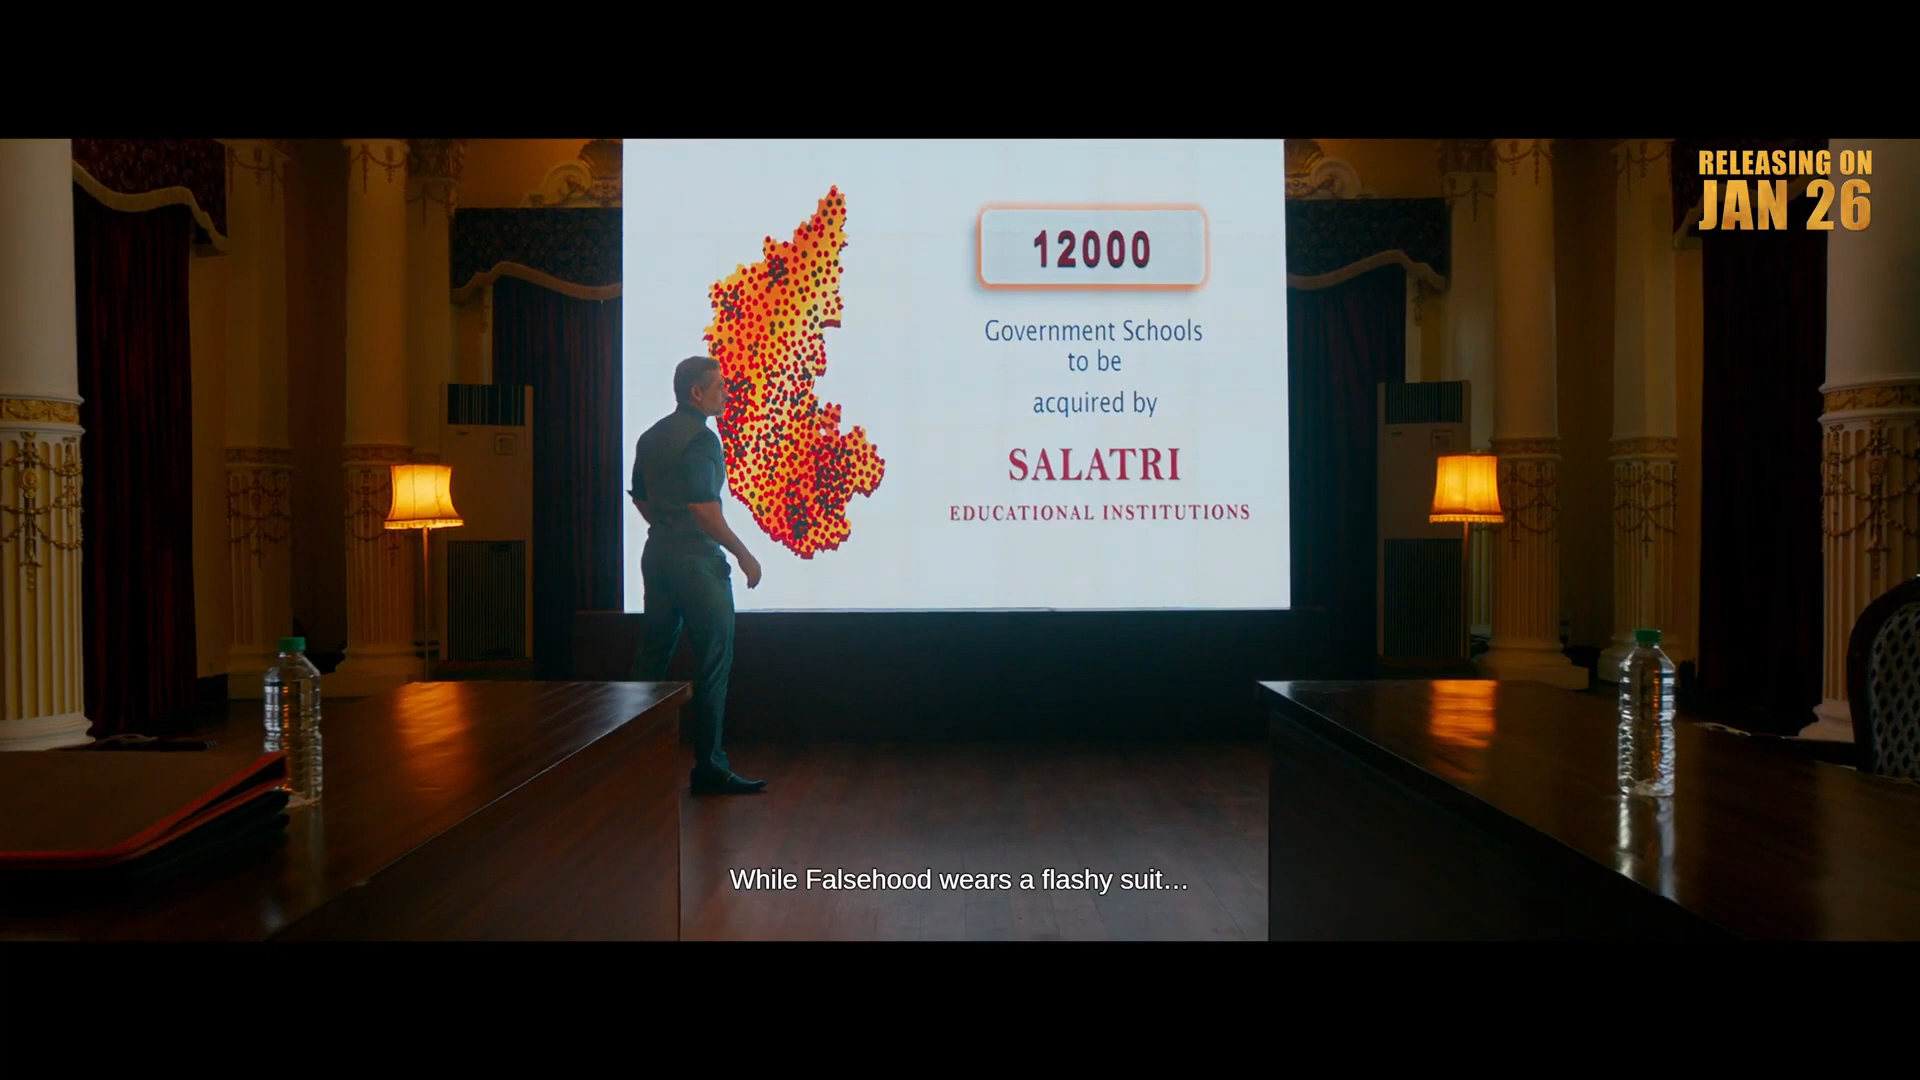 RELEASING ON
JAN 26
12000
Government Schools
to be
acquired by
SALATRI
EDUCATIONAL INSTITUTIONS
While Falsehood wears a flashy suit…